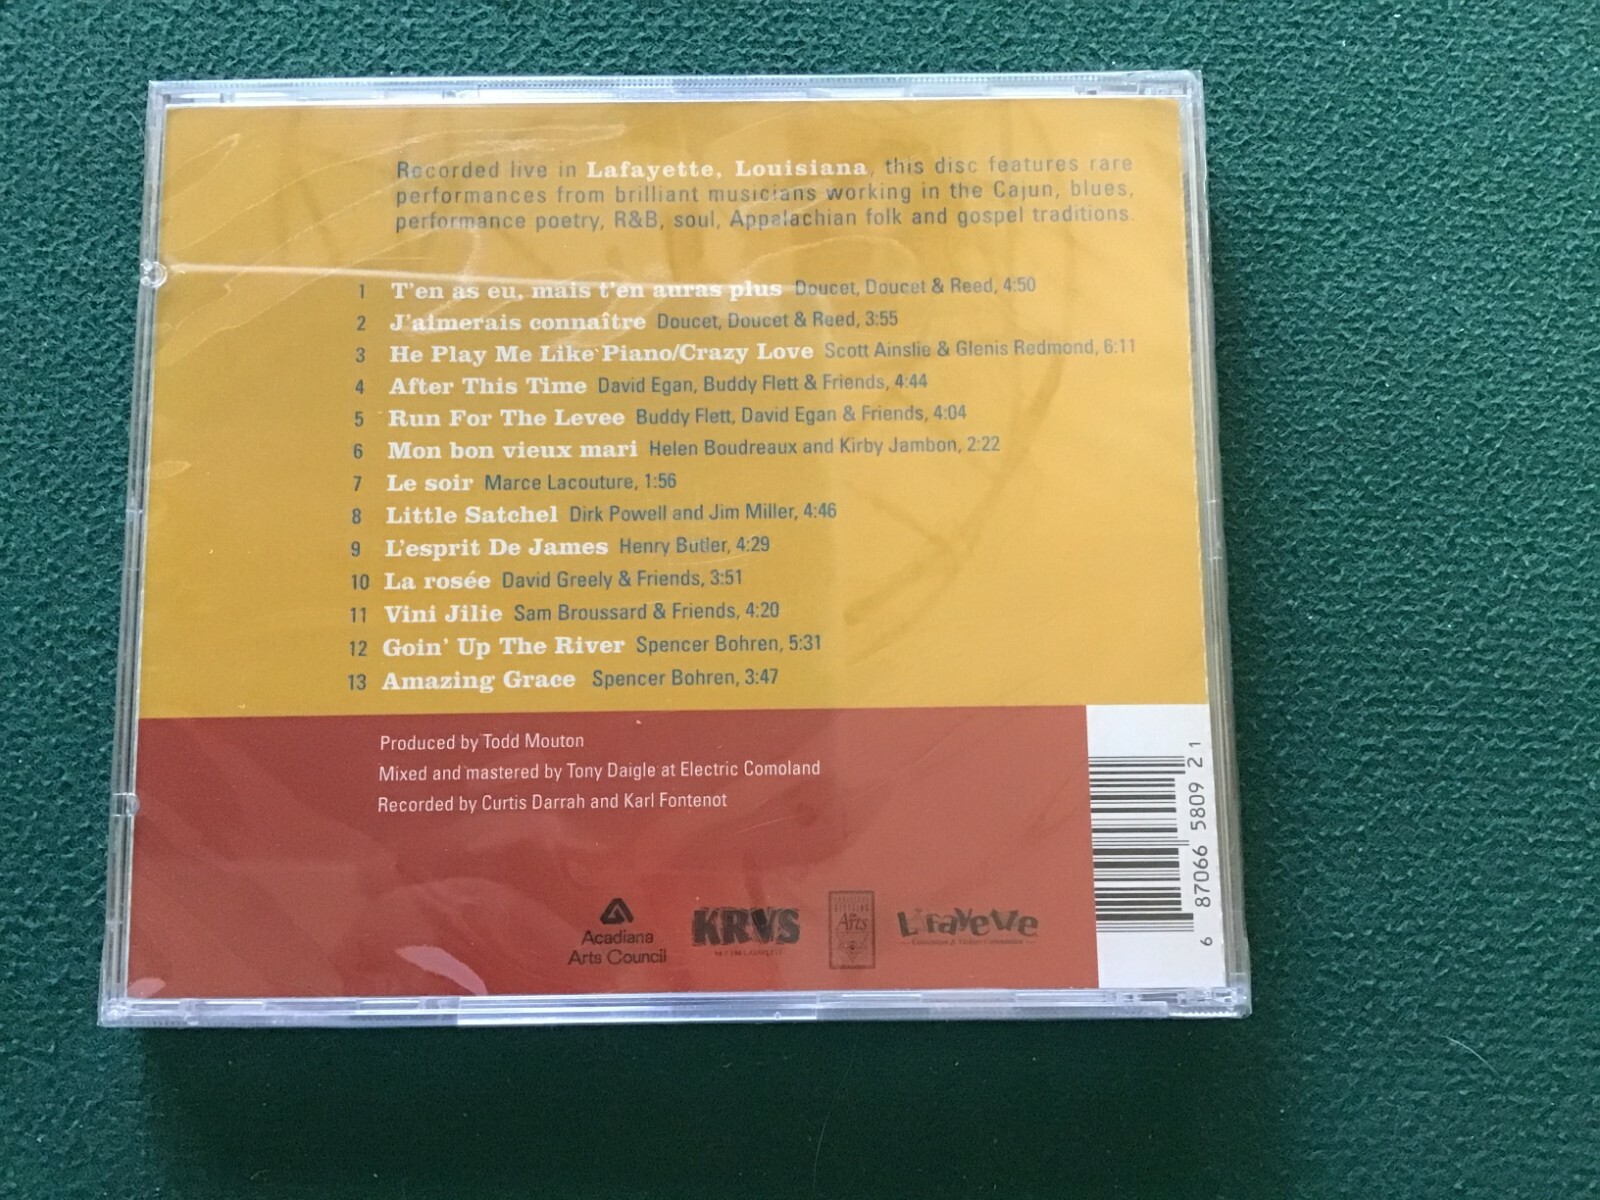 Recorded live in Lafayette, Louisiana, this disc features rare
performances from brilliant musicians working in the Cajun, blues,
performance poetry, R&B, soul, Appalachian folk and gospel traditions.
1 T'en as eu, mais t'en auras plus Doucet, Doucet & Reed, 4:50
2 J'aimerais connaître Doucet, Doucet & Reed, 3:55
3 He Play Me Like Piano/Crazy Love Scott Ainslie & Glenis Redmond, 6:11
4 After This Time David Egan, Buddy Flett & Friends, 4:44
5 Run For The Levee Buddy Flett, David Egan & Friends, 4:04
6 Mon bon vieux mari Helen Boudreaux and Kirby Jambon, 2:22
7 Le soir Marce Lacouture, 1:56
8 Little Satchel Dirk Powell and Jim Miller, 4:46
9 L'esprit De James Henry Butler, 4:29
10 La rosée David Greely & Friends, 3:51
11 Vini Jilie Sam Broussard & Friends, 4:20
12 Goin' Up The River Spencer Bohren, 5:31
13 Amazing Grace Spencer Bohren, 3:47
Produced by Todd Mouton
Mixed and mastered by Tony Daigle at Electric Comoland
Recorded by Curtis Darrah and Karl Fontenot
Acadiana
Arts Council
KRVS
Arts
Lafayette
6 87066 5809 2 1